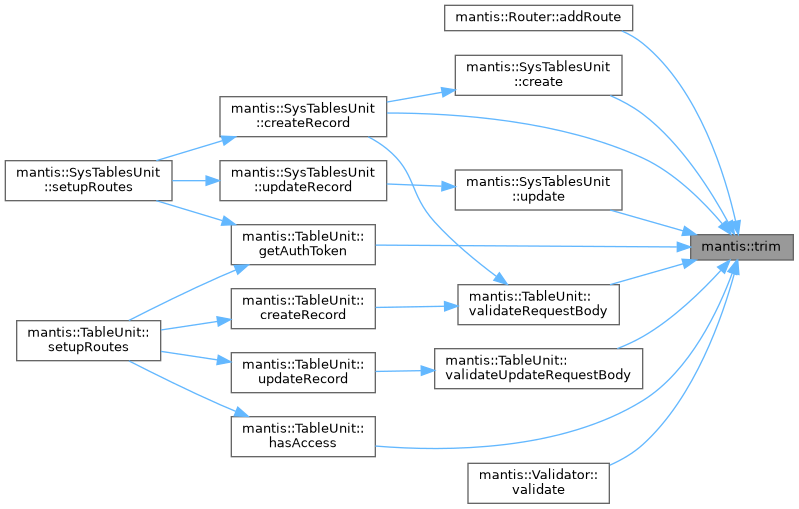 mantis::Router::addRoute
mantis::SysTablesUnit
::create
mantis::SysTablesUnit
::createRecord
mantis::SysTablesUnit
::setupRoutes
mantis::SysTablesUnit
::updateRecord
mantis::SysTablesUnit
::update
mantis::trim
mantis::TableUnit::
getAuthToken
mantis::TableUnit::
createRecord
mantis::TableUnit::
validateRequestBody
mantis::TableUnit::
setupRoutes
mantis::TableUnit::
updateRecord
mantis::TableUnit::
validateUpdateRequestBody
mantis::TableUnit::
hasAccess
mantis::Validator::
validate